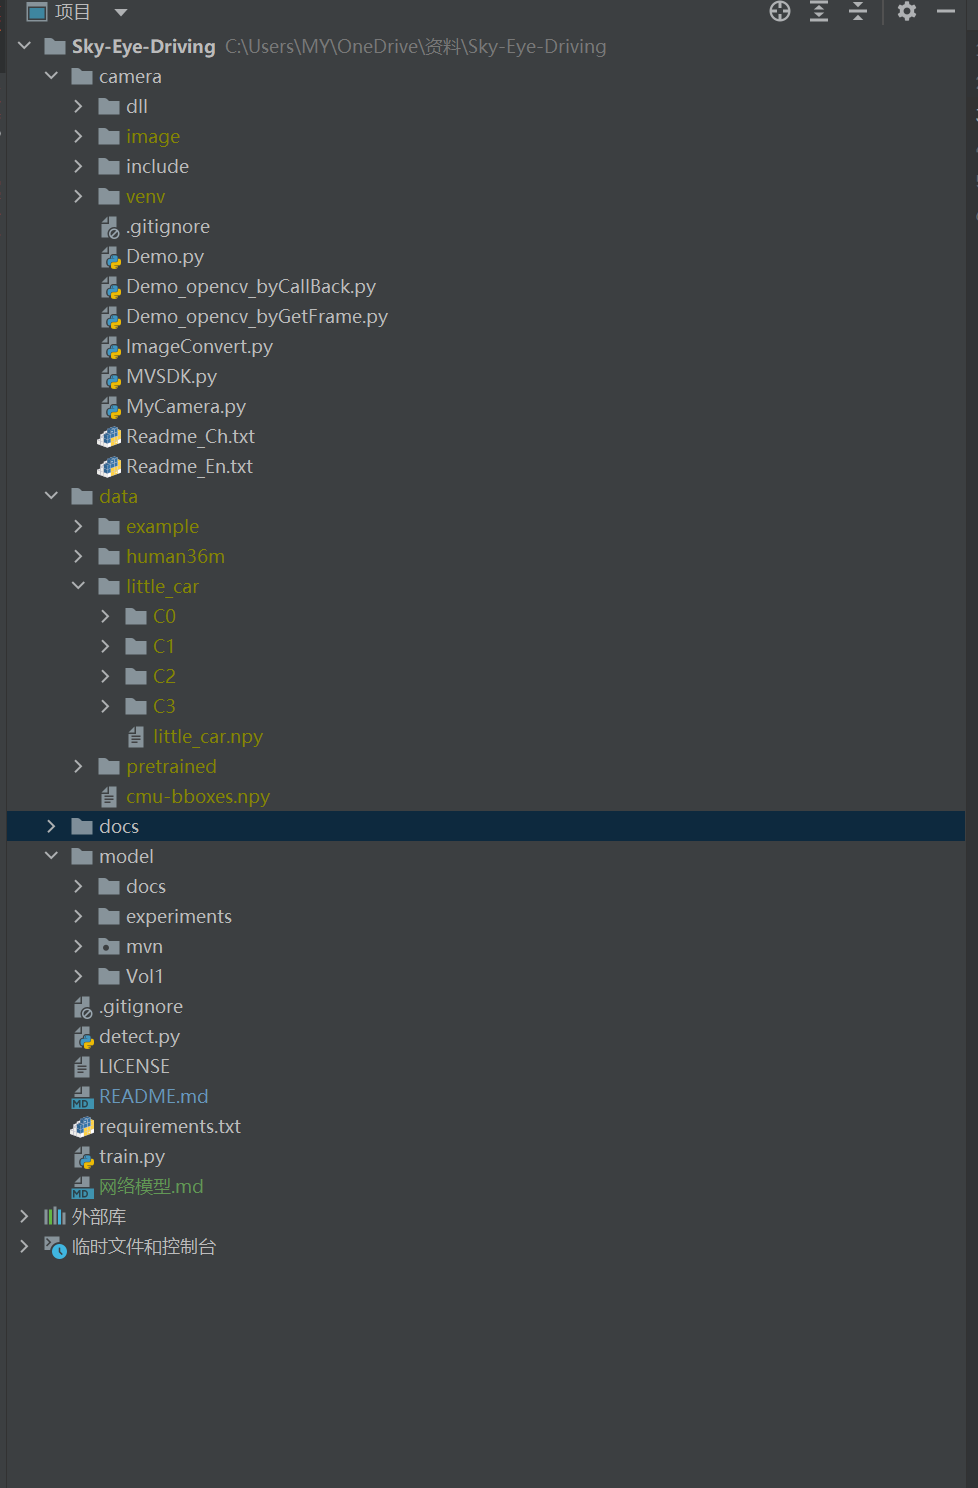 项目
Sky-Eye-Driving C:\Users\MY\OneDrive\资料\Sky-Eye-Driving
camera
dll
image
include
venv
.gitignore
Demo.py
Demo_opencv_byCallBack.py
Demo_opencv_byGetFrame.py
ImageConvert.py
MVSDK.py
MyCamera.py
Readme_Ch.txt
Readme_En.txt
data
example
human36m
little_car
C0
C1
C2
C3
little_car.npy
pretrained
cmu-bboxes.npy
docs
model
docs
experiments
mvn
Vol1
.gitignore
detect.py
LICENSE
MD README.md
requirements.txt
train.py
MD 网络模型.md
外部库
临时文件和控制台